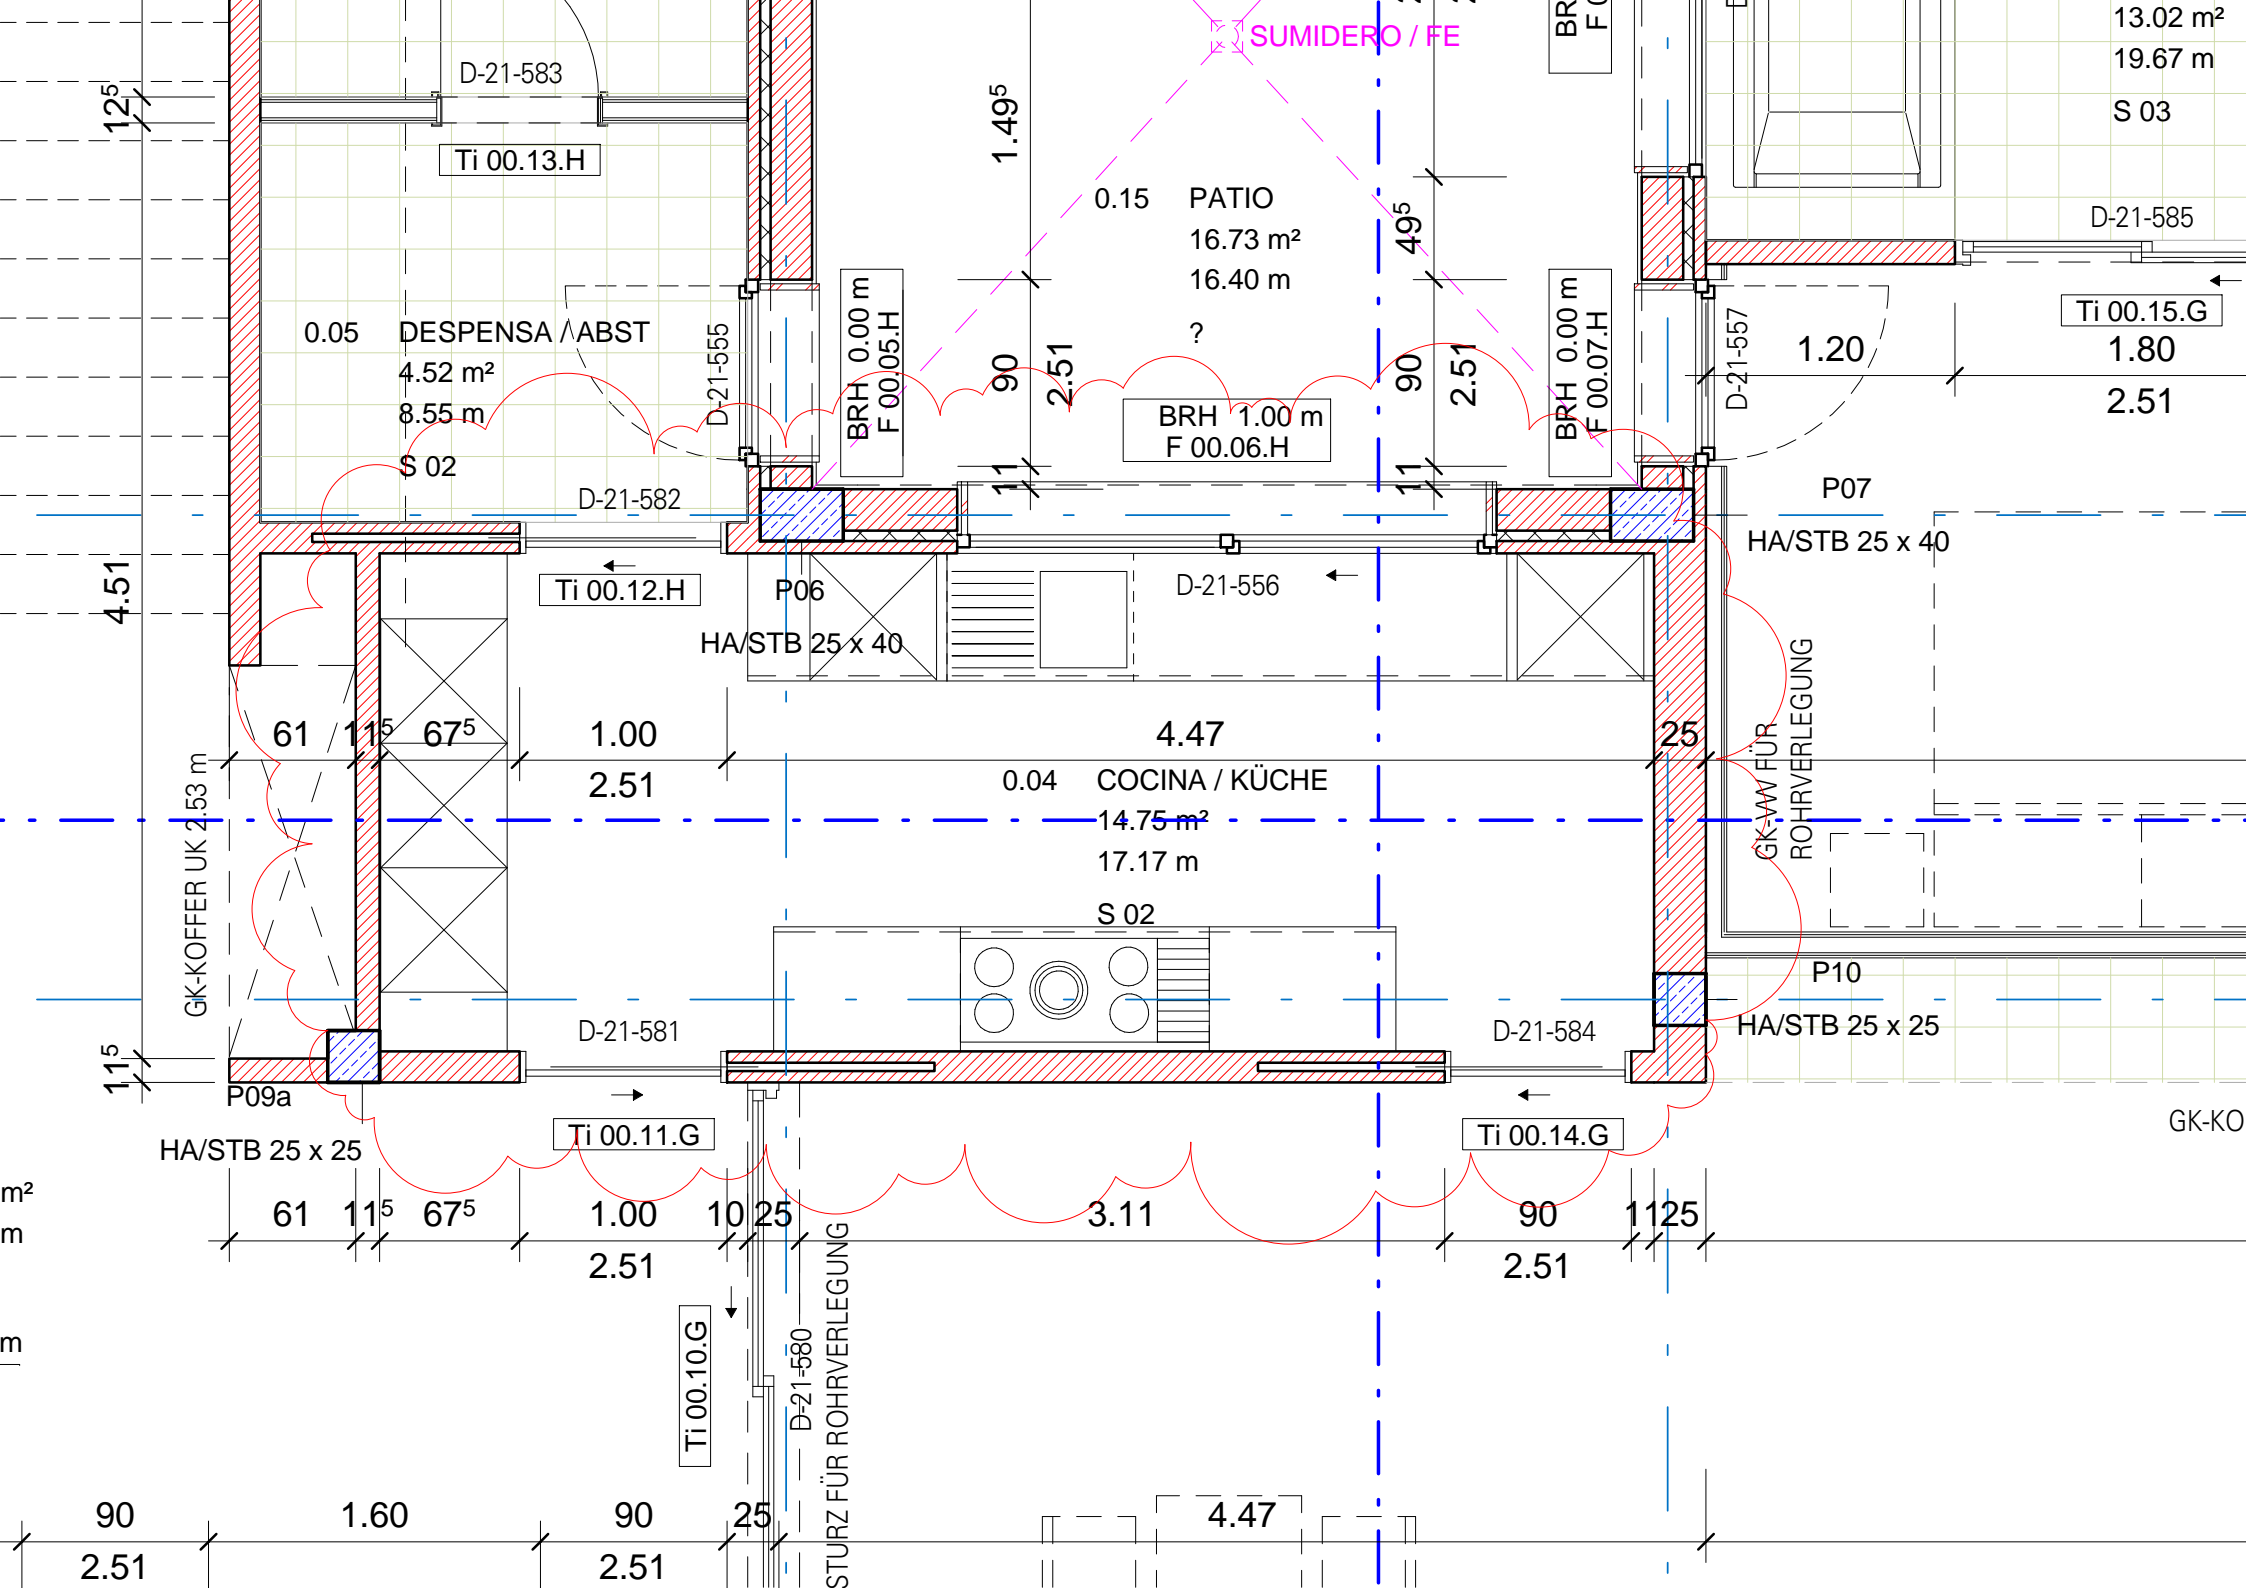 SUMIDERO / FE
13.02 m²
19.67 m
S 03
D-21-583
12⁵
Ti 00.13.H
1.49⁵
0.15 PATIO
16.73 m²
16.40 m
?
49⁵
D-21-585
Ti 00.15.G
0.05 DESPENSA / ABST
4.52 m²
8.55 m
S 02
D-21-555
BRH 0.00 m
F 00.05.H
90
2.51
11
BRH 1.00 m
F 00.06.H
90
2.51
11
BRH 0.00 m
F 00.07.H
D-21-557
1.20
1.80
2.51
D-21-582
P07
HA/STB 25 x 40
4.51
Ti 00.12.H
P06
HA/STB 25 x 40
D-21-556
GK-VW FÜR
ROHRVERLEGUNG
61
11⁵
67⁵
1.00
2.51
4.47
25
GK-KOFFER UK 2.53 m
0.04 COCINA / KÜCHE
14.75 m²
17.17 m
S 02
P10
HA/STB 25 x 25
11⁵
D-21-581
D-21-584
P09a
HA/STB 25 x 25
Ti 00.11.G
Ti 00.14.G
GK-KO
m²
m
61
11⁵
67⁵
1.00
2.51
10
25
3.11
90
2.51
11
25
m
Ti 00.10.G
D-21-580
STURZ FÜR ROHRVERLEGUNG
90
2.51
1.60
90
2.51
25
4.47